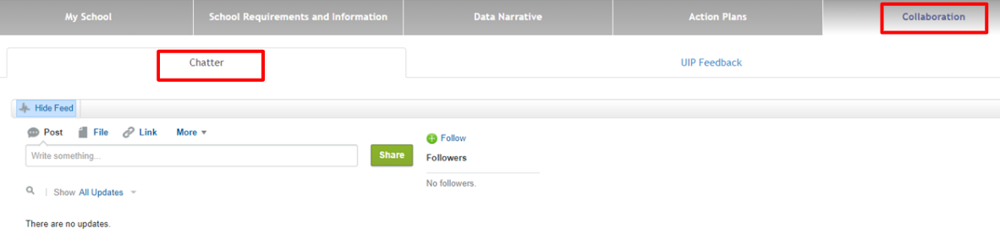 My School School Requirements and Information Data Narrative Action Plans Collaboration
Chatter UIP Feedback
Hide Feed
Post File Link More
Follow
Write something... Share Followers
No followers.
Show All Updates
There are no updates.